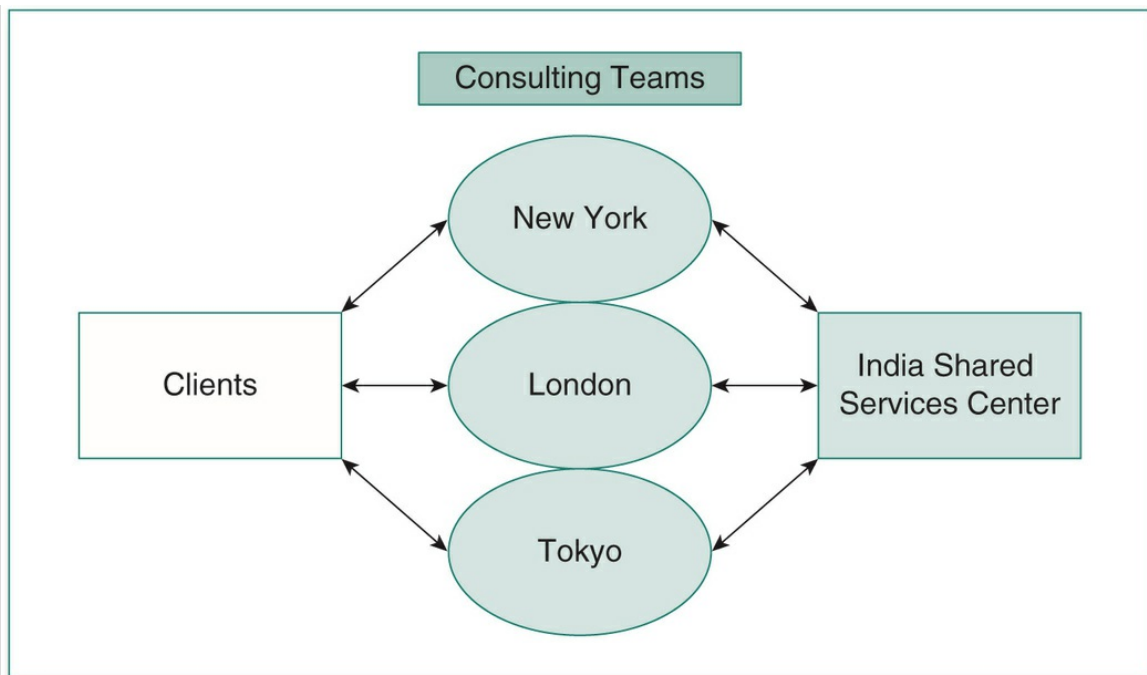 Consulting Teams
New York
Clients
London
India Shared
Services Center
Tokyo